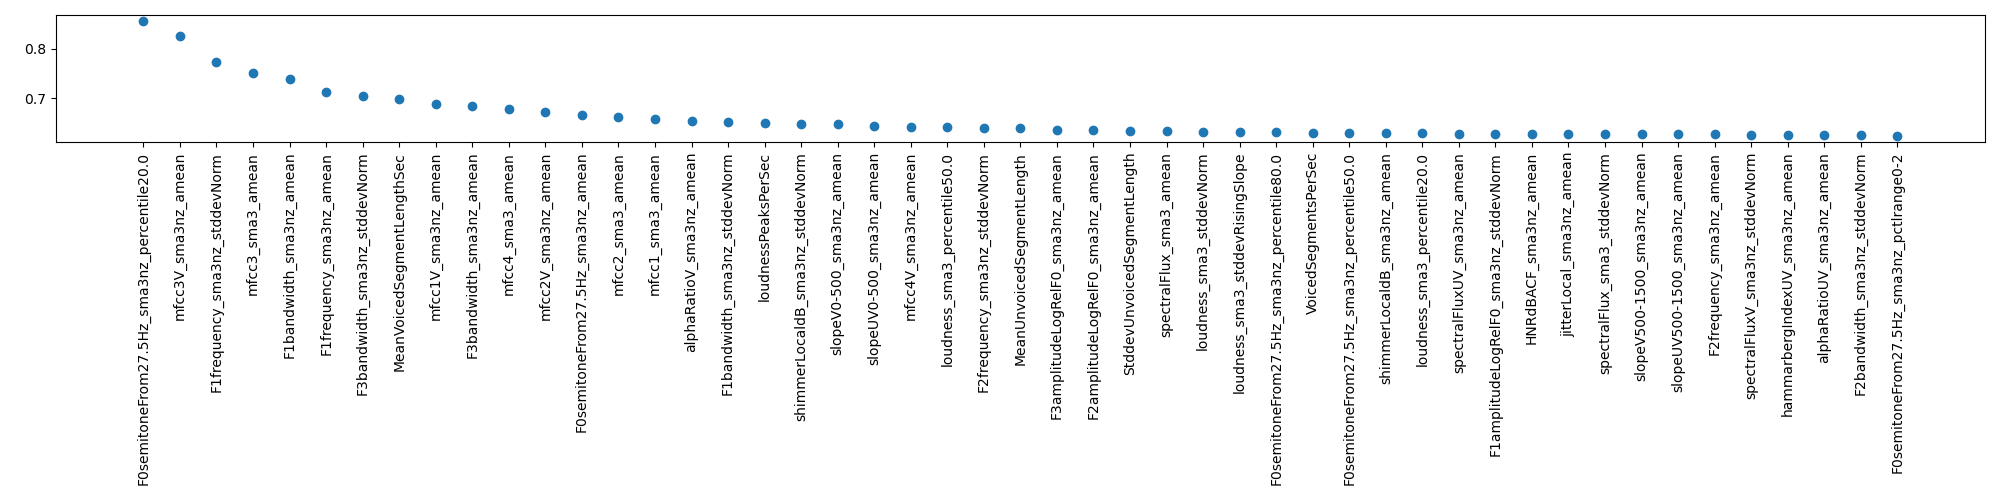 0.8
0.7
F0semitoneFrom27.5Hz_sma3nz_percentile20.0
mfcc3V_sma3nz_amean
F1frequency_sma3nz_stddevNorm
mfcc3_sma3_amean
F1bandwidth_sma3nz_amean
F1frequency_sma3nz_amean
F3bandwidth_sma3nz_stddevNorm
MeanVoicedSegmentLengthSec
mfcc1V_sma3nz_amean
F3bandwidth_sma3nz_amean
mfcc4_sma3_amean
mfcc2V_sma3nz_amean
F0semitoneFrom27.5Hz_sma3nz_amean
mfcc2_sma3_amean
mfcc1_sma3_amean
alphaRatioV_sma3nz_amean
F1bandwidth_sma3nz_stddevNorm
loudnessPeaksPerSec
shimmerLocaldB_sma3nz_stddevNorm
slopeV0-500_sma3nz_amean
slopeUV0-500_sma3nz_amean
mfcc4V_sma3nz_amean
loudness_sma3_percentile50.0
F2frequency_sma3nz_stddevNorm
MeanUnvoicedSegmentLength
F3amplitudeLogRelF0_sma3nz_amean
F2amplitudeLogRelF0_sma3nz_amean
StddevUnvoicedSegmentLength
spectralFlux_sma3_amean
loudness_sma3_stddevNorm
loudness_sma3_stddevRisingSlope
F0semitoneFrom27.5Hz_sma3nz_percentile80.0
VoicedSegmentsPerSec
F0semitoneFrom27.5Hz_sma3nz_percentile50.0
shimmerLocaldB_sma3nz_amean
loudness_sma3_percentile20.0
spectralFluxUV_sma3nz_amean
F1amplitudeLogRelF0_sma3nz_stddevNorm
HNRdBACF_sma3nz_amean
jitterLocal_sma3nz_amean
spectralFlux_sma3_stddevNorm
slopeV500-1500_sma3nz_amean
slopeUV500-1500_sma3nz_amean
F2frequency_sma3nz_amean
spectralFluxV_sma3nz_stddevNorm
hammarbergIndexUV_sma3nz_amean
alphaRatioUV_sma3nz_amean
F2bandwidth_sma3nz_stddevNorm
F0semitoneFrom27.5Hz_sma3nz_pctlrange0-2